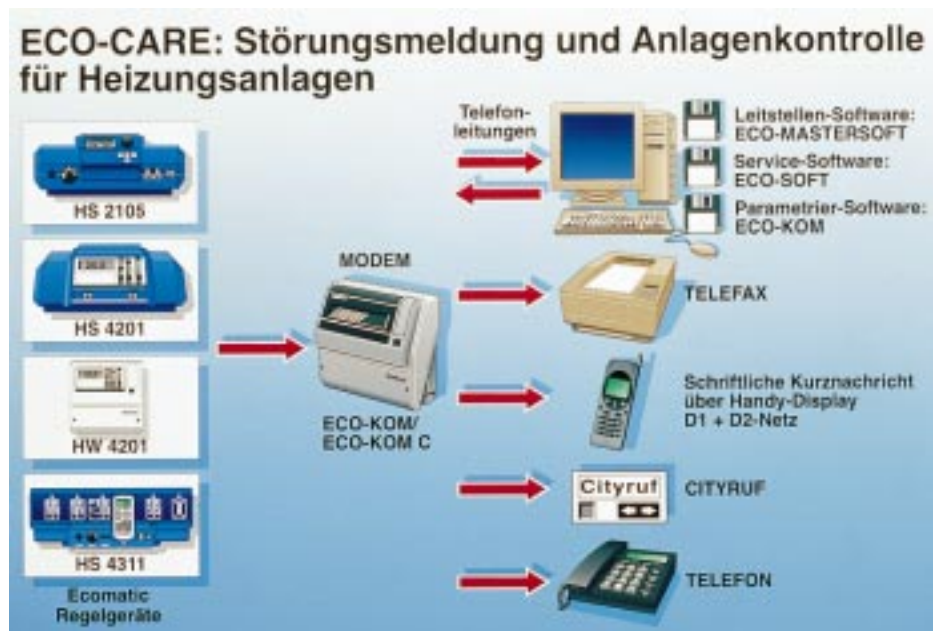 ECO-CARE: Störungsmeldung und Anlagenkontrolle
für Heizungsanlagen
HS 2105
HS 4201
HW 4201
HS 4311
Ecomatic
Regelgeräte
MODEM
ECO-KOM/
ECO-KOM C
Telefon-
leitungen
Leitstellen-Software:
ECO-MASTERSOFT
Service-Software:
ECO-SOFT
Parametrier-Software:
ECO-KOM
TELEFAX
Schriftliche Kurznachricht
über Handy-Display
D1 + D2-Netz
Cityruf
CITYRUF
TELEFON